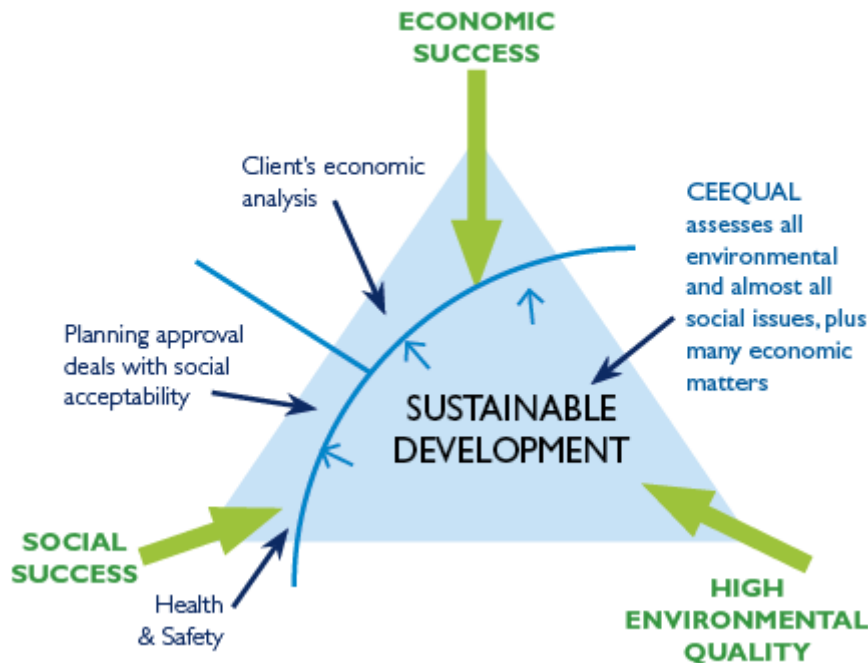 ECONOMIC
SUCCESS
Client's economic
analysis
CEEQUAL
assesses all
environmental
and almost all
social issues, plus
many economic
matters
Planning approval
deals with social
acceptability
SUSTAINABLE
DEVELOPMENT
SOCIAL
SUCCESS
Health
& Safety
HIGH
ENVIRONMENTAL
QUALITY